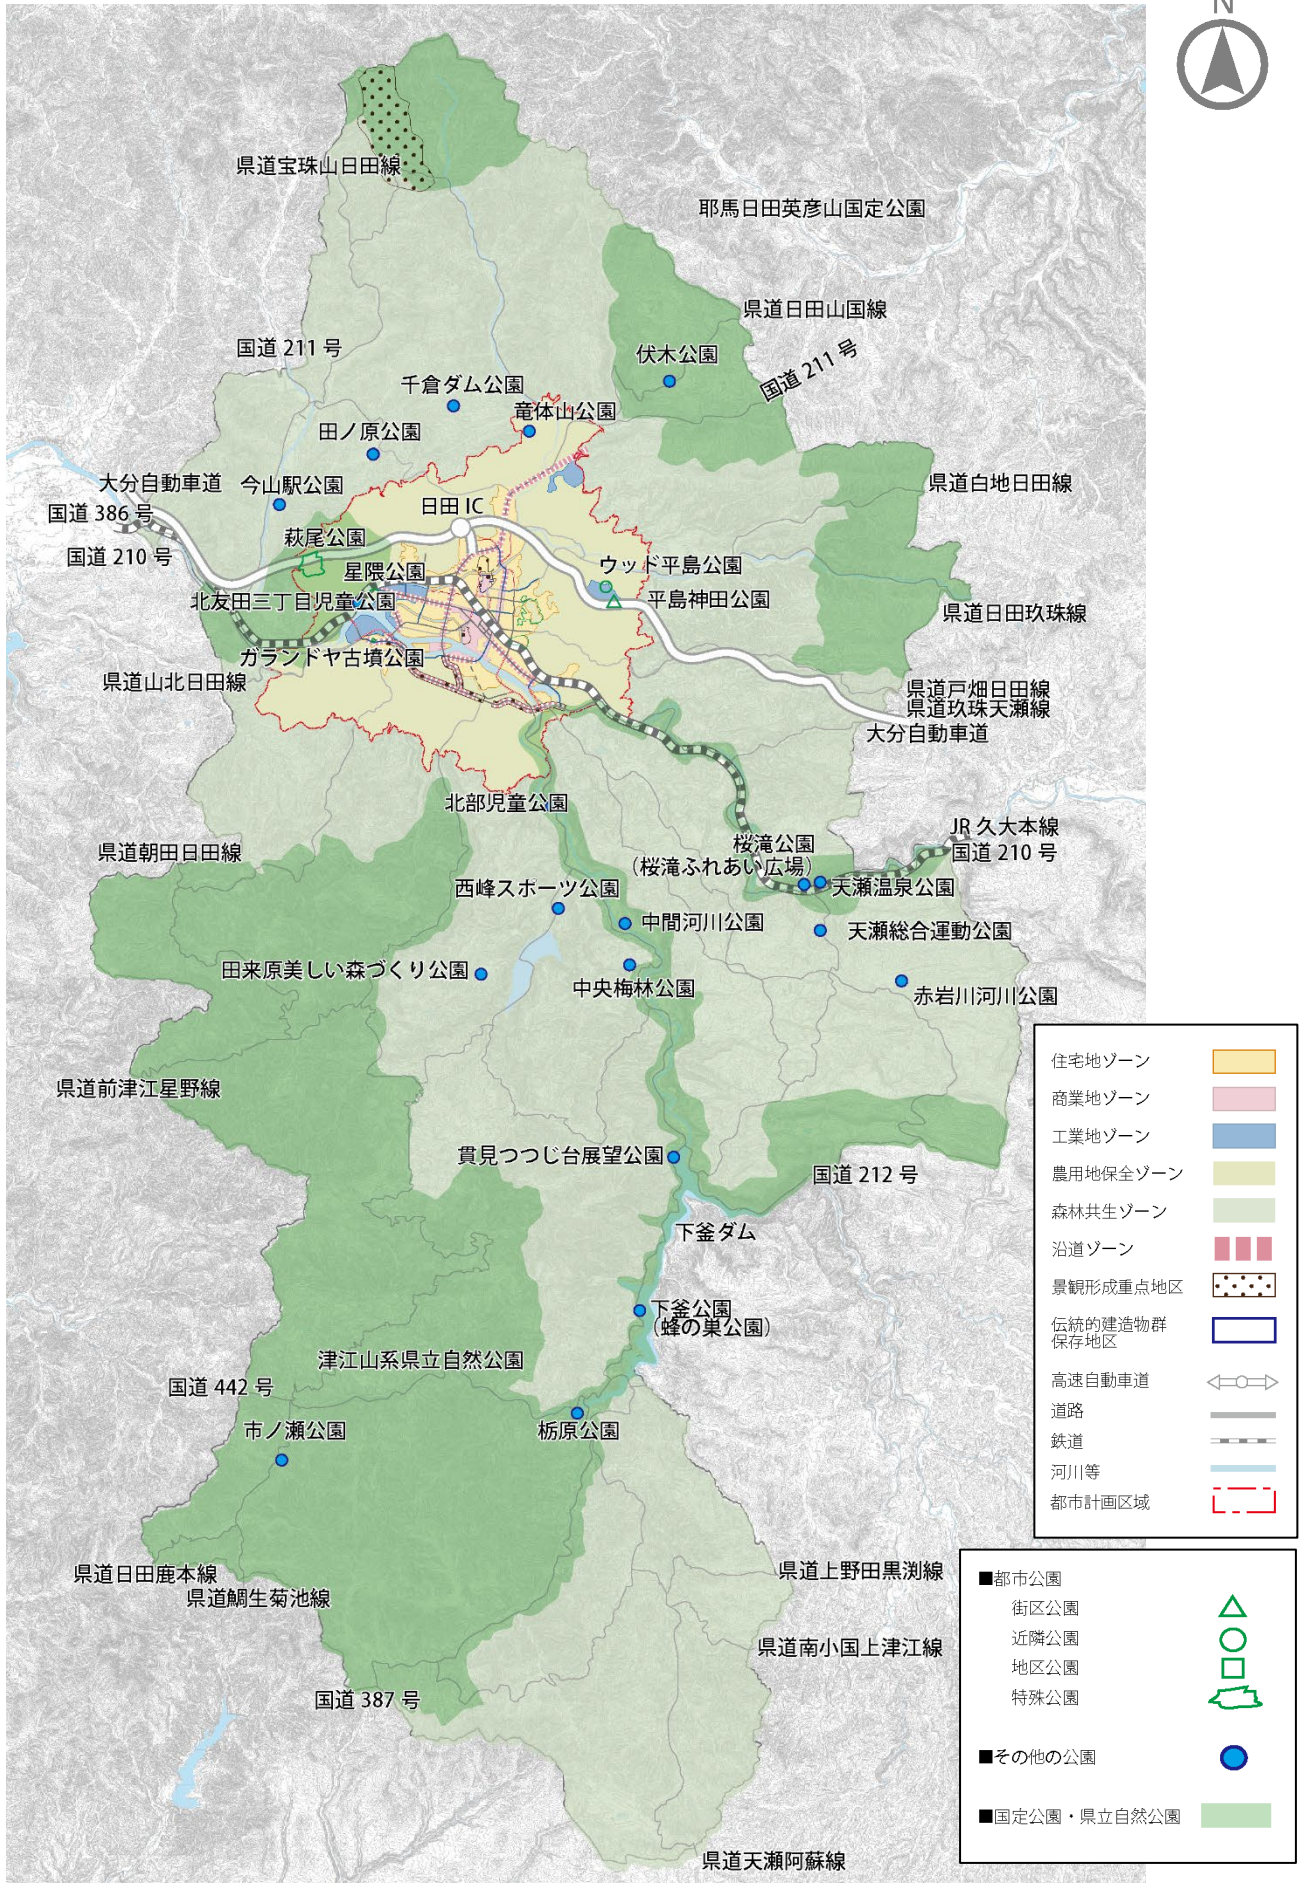 N
県道宝珠山日田線
耶馬日田英彦山国定公園
県道日田山国線
国道 211 号
伏木公園
国道 211 号
千倉ダム公園
竜体山公園
田ノ原公園
大分自動車道
今山駅公園
県道白地日田線
日田 IC
国道 386 号
萩尾公園
国道 210 号
星隈公園
ウッド平島公園
北友田三丁目児童公園
平島神田公園
県道日田玖珠線
ガランドヤ古墳公園
県道山北日田線
県道戸畑日田線
県道玖珠天瀬線
大分自動車道
北部児童公園
JR 久大本線
国道 210 号
桜滝公園
(桜滝ふれあい広場)
県道朝田日田線
西峰スポーツ公園
天瀬温泉公園
中間河川公園
天瀬総合運動公園
田来原美しい森づくり公園
中央梅林公園
赤岩川河川公園
県道前津江星野線
貫見つつじ台展望公園
国道 212 号
下釜ダム
下釜公園
(蜂の巣公園)
津江山系県立自然公園
国道 442 号
市ノ瀬公園
栃原公園
県道日田鹿本線
県道鯛生菊池線
県道上野田黒渕線
県道南小国上津江線
国道 387 号
県道天瀬阿蘇線
住宅地ゾーン
商業地ゾーン
工業地ゾーン
農用地保全ゾーン
森林共生ゾーン
沿道ゾーン
景観形成重点地区
伝統的建造物群
保存地区
高速自動車道
道路
鉄道
河川等
都市計画区域
■都市公園
街区公園
近隣公園
地区公園
特殊公園
■その他の公園
■国定公園・県立自然公園